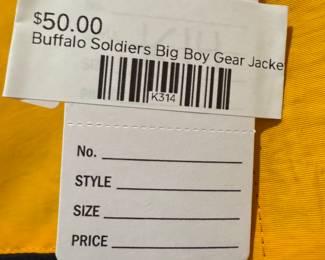 $50.00
Buffalo Soldiers Big Boy Gear Jacke
K314
No.
STYLE
SIZE
PRICE